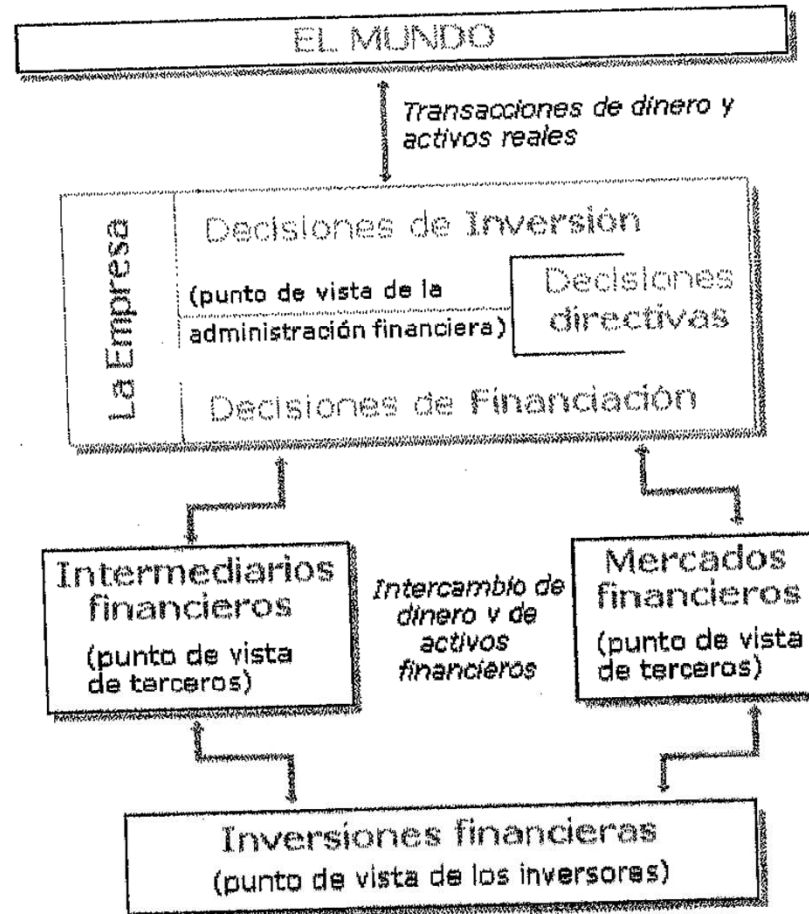 EL MUNDO
Transacciones de dinero y
activos reales
La Empresa
Decisiones de Inversión
(punto de vista de la
administración financiera)
Decisiones
directivas
Decisiones de Financiación
Intermediarios
financieros
(punto de vista
de terceros)
Intercambio de
dinero y de
activos
financieros
Mercados
financieros
(punto de vista
de terceros)
Inversiones financieras
(punto de vista de los inversores)